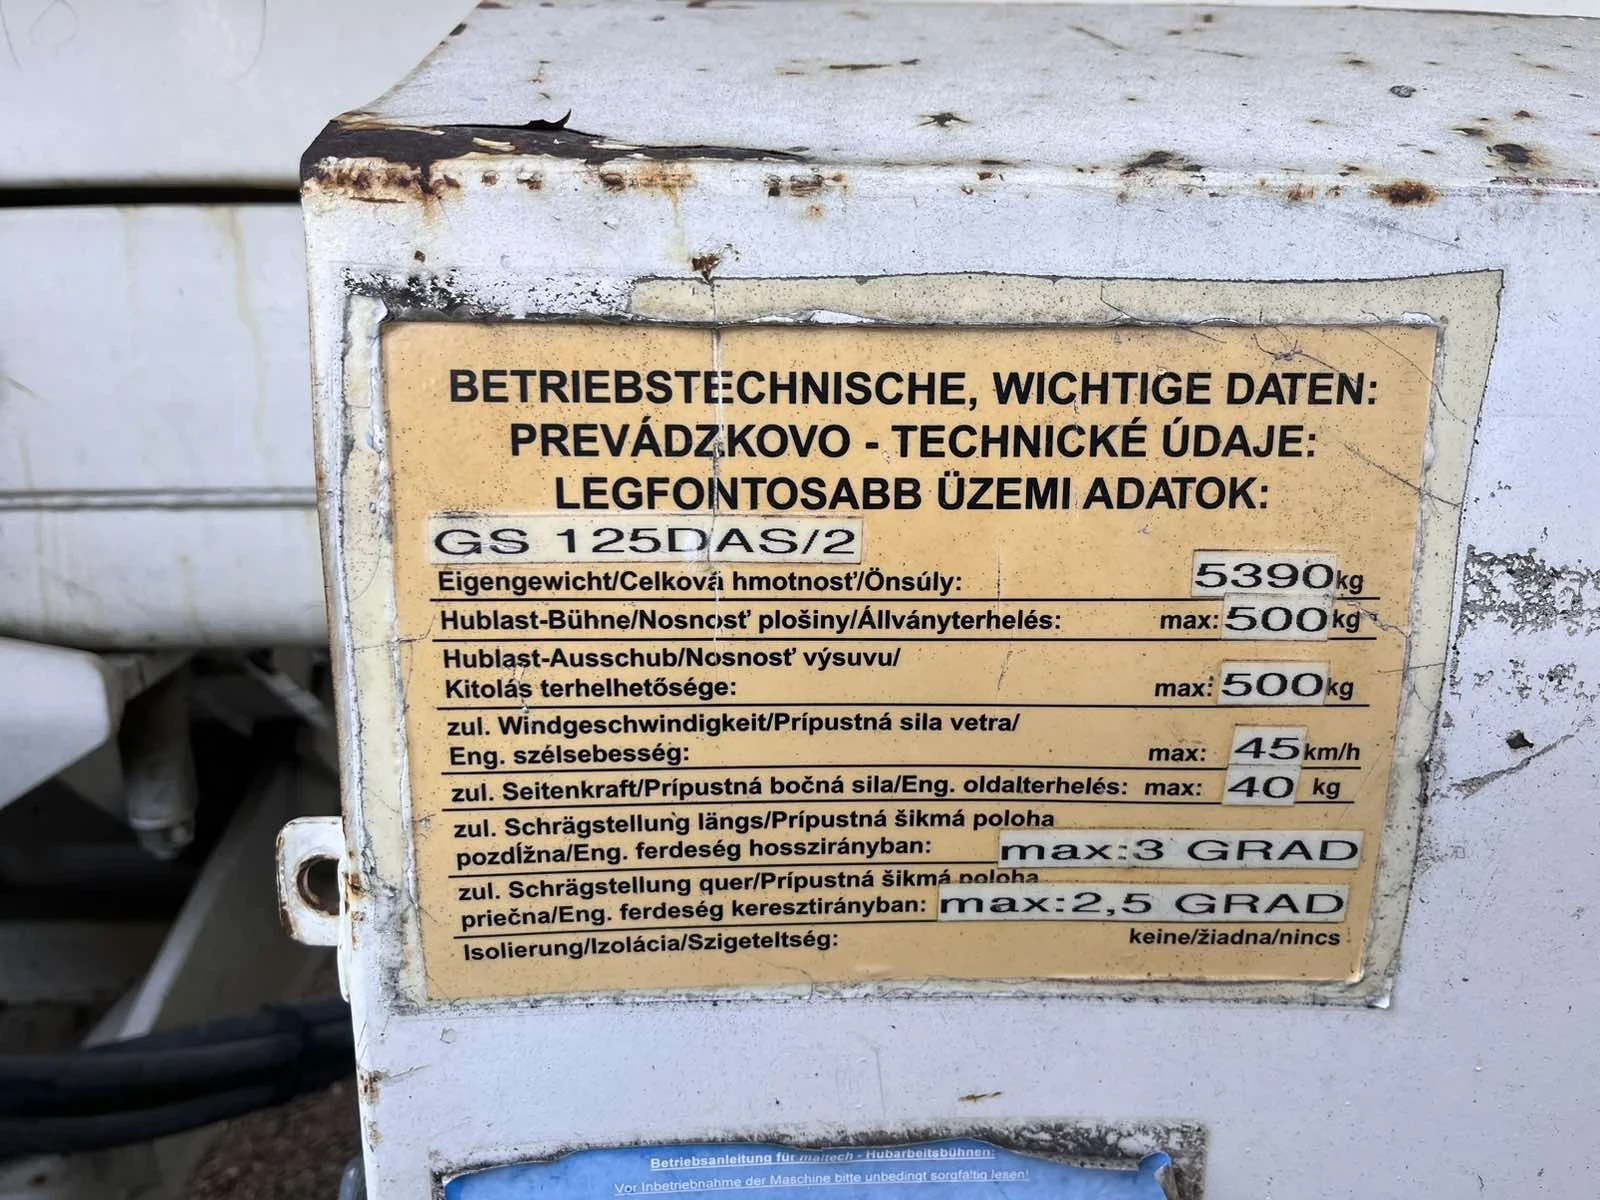 BETRIEBSTECHNISCHE, WICHTIGE DATEN:
PREVÁDZKOVO - TECHNICKÉ ÚDAJE:
LEGFONTOSABB ÜZEMI ADATOK:
GS 125DAS/2
Eigengewicht/Celková hmotnosť/Önsúly: 5390kg
Hublast-Bühne/Nosnosť plošiny/Állványterhelés: max: 500kg
Hublast-Ausschub/Nosnosť výsuvu/
Kitolás terhelhetősége: max: 500kg
zul. Windgeschwindigkeit/Prípustná sila vetra/
Eng. szélsebesség: max: 45km/h
zul. Seitenkraft/Prípustná bočná sila/Eng. oldalterhelés: max: 40 kg
zul. Schrägstellung längs/Prípustná šikmá poloha
pozdĺžna/Eng. ferdeség hosszirányban: max:3 GRAD
zul. Schrägstellung quer/Prípustná šikmá poloha
priečna/Eng. ferdeség keresztirányban: max:2,5 GRAD
Isolierung/Izolácia/Szigeteltség: keine/žiadna/nincs
Betriebsanleitung für maltech - Hubarbeitsbühnen:
Vor Inbetriebnahme der Maschine bitte unbedingt sorgfältig lesen!